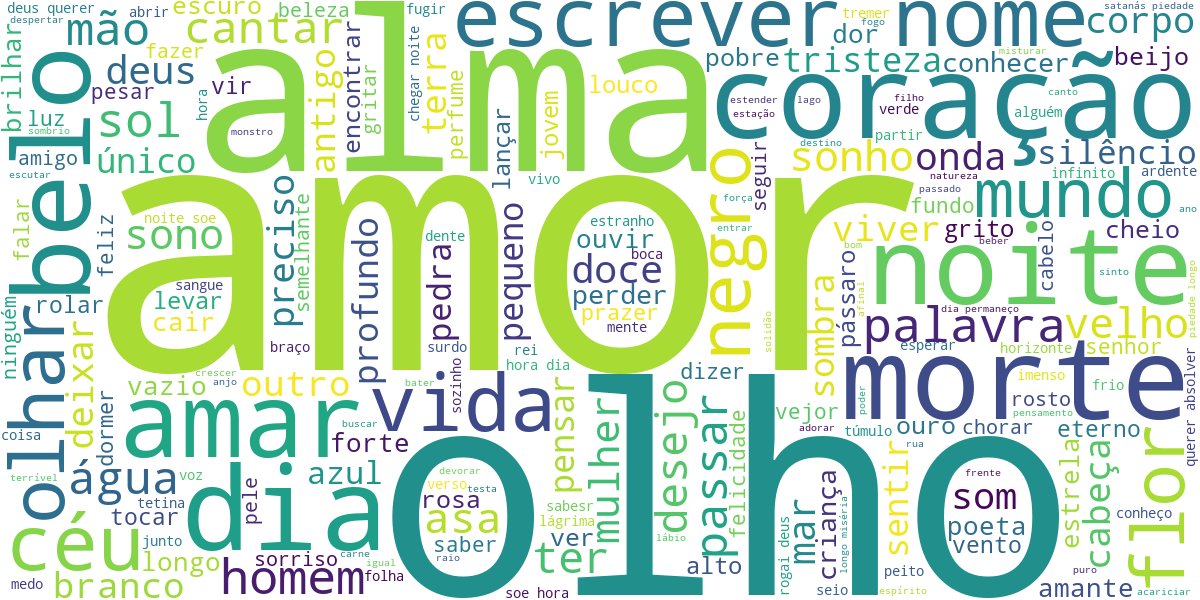 deus querer
abrir
escuro
beleza
fugir
escrever
nome
tremer
satanás piedade
despertar
mão
cantar
alma
fogo
dor
corpo
fazer
misturar
brilhar
belo
deus
antigo
encontrar
gritar
chegar noite
terra
perfume
louco
pobre
tristeza
conhecer
beijo
pesar
hora
vir
jovem
lançar
coração
estender
lago
filho
verde
canto
alguém
estação
luz
sombrio
sol
monstro
partir
amigo
único
destino
sonho
onda
silêncio
escutar
amor
vivo
negro
seguir
natureza
infinito
ardente
força
passado
fundo
mundo
ano
falar
feliz
noite soe
sono
preciso
semelhante
profundo
dente
pedra
pequeno
estranho
ouvir
boca
doce
entrar
viver
grito
beber
cheio
bom
noite
cabelo
sinto
piedade longo
sangue
levar
perder
prazer
mente
solidão
sombra
pássaro
afinal
dia permaneço
palavra
velho
olhar
rolar
cair
ninguém
deixar
braço
surdo
rei
hora dia
esperar
horizonte
senhor
morte
vazio
crescer
anjo
outro
bater
sozinho
dizer
poder
imenso
frio
rosto
dormer
amar
vida
pensar
mulher
desejo
passar
felicidade
vejor
adorar
túmulo
ouro
chorar
pensamento
eterno
querer absolver
coisa
buscar
forte
olho
rua
flor
terrível
água
voz
azul
devorar
verso
testa
rosa
asa
saber
raio
sabesr
lágrima
ver
lábio
rogai deus
mar
criança
longo miséria
sentir
frente
som
poeta
vento
estrela
cabeça
conheço
tetina
tocar
pele
dia
céu
junto
longo
sorriso
carne
igual
ter
alto
peito
puro
medo
branco
homem
folha
soe hora
seio
espírito
amante
acariciar